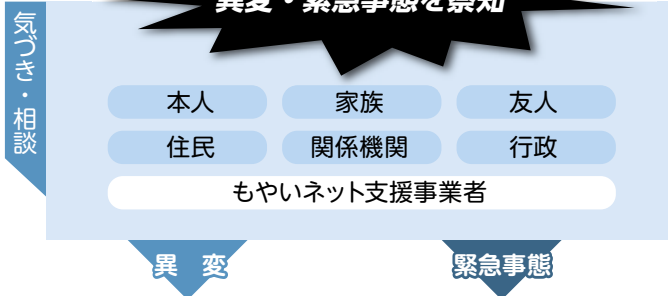 異変・緊急事態を察知
気づき・相談
本人
家族
友人
住民
関係機関
行政
もやいネット支援事業者
異 変
緊急事態